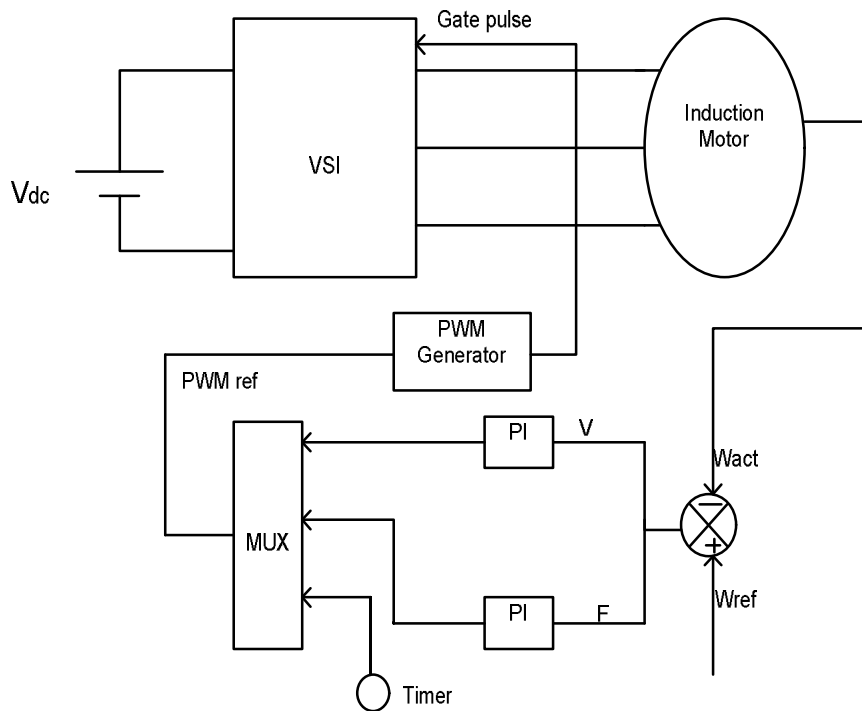 Gate pulse
Induction
Motor
VSI
Vdc
PWM
Generator
PWM ref
PI
V
Wact
MUX
+
Wref
PI
F
Timer